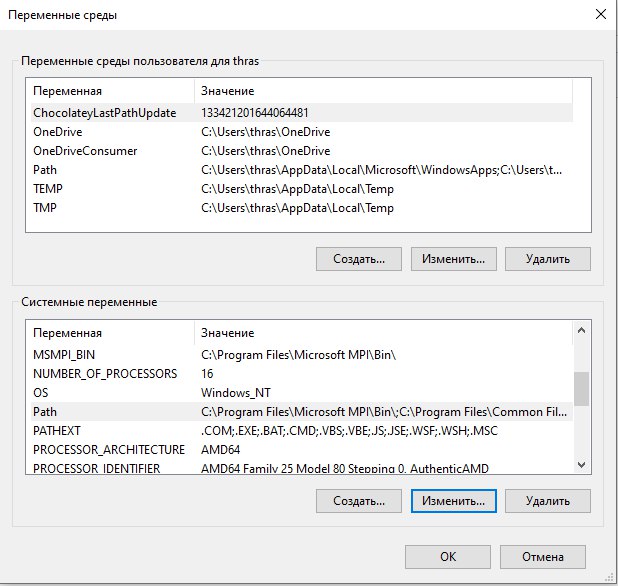 Переменные среды
Переменные среды пользователя для thras
Переменная Значение
ChocolateyLastPathUpdate 133421201644064481
OneDrive C:\Users\thras\OneDrive
OneDriveConsumer C:\Users\thras\OneDrive
Path C:\Users\thras\AppData\Local\Microsoft\WindowsApps;C:\Users\t...
TEMP C:\Users\thras\AppData\Local\Temp
TMP C:\Users\thras\AppData\Local\Temp
Создать... Изменить... Удалить
Системные переменные
Переменная Значение
MSMPI_BIN C:\Program Files\Microsoft MPI\Bin\
NUMBER_OF_PROCESSORS 16
OS Windows_NT
Path C:\Program Files\Microsoft MPI\Bin\;C:\Program Files\Common Fil...
PATHEXT .COM;.EXE;.BAT;.CMD;.VBS;.VBE;.JS;.JSE;.WSF;.WSH;.MSC
PROCESSOR_ARCHITECTURE AMD64
PROCESSOR_IDENTIFIER AMD64 Family 25 Model 80 Stepping 0, AuthenticAMD
Создать... Изменить... Удалить
ОК Отмена